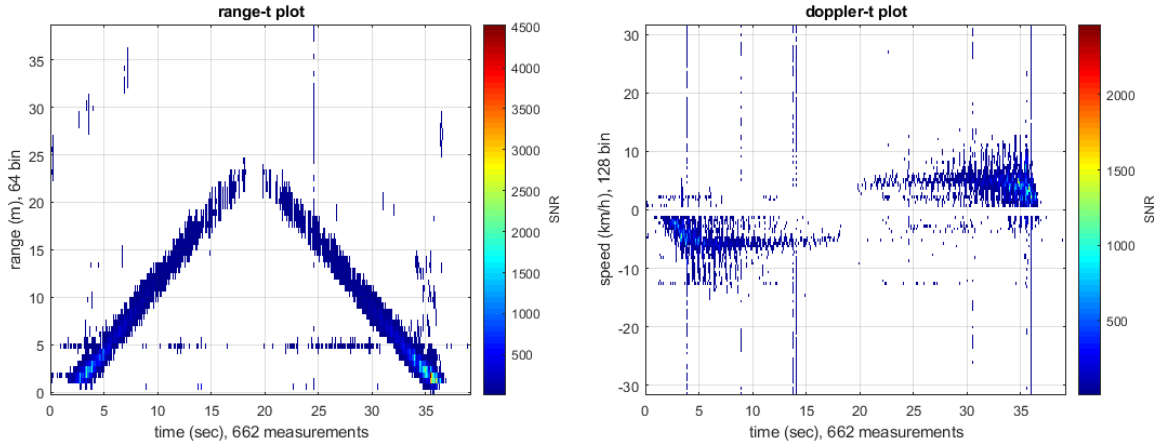 range-t plot
range (m), 64 bin
35
30
25
20
15
10
5
0
0 5 10 15 20 25 30 35
time (sec), 662 measurements
4500
4000
3500
3000
2500
2000
1500
1000
500
SNR
doppler-t plot
speed (km/h), 128 bin
30
20
10
0
-10
-20
-30
0 5 10 15 20 25 30 35
time (sec), 662 measurements
2000
1500
1000
500
SNR